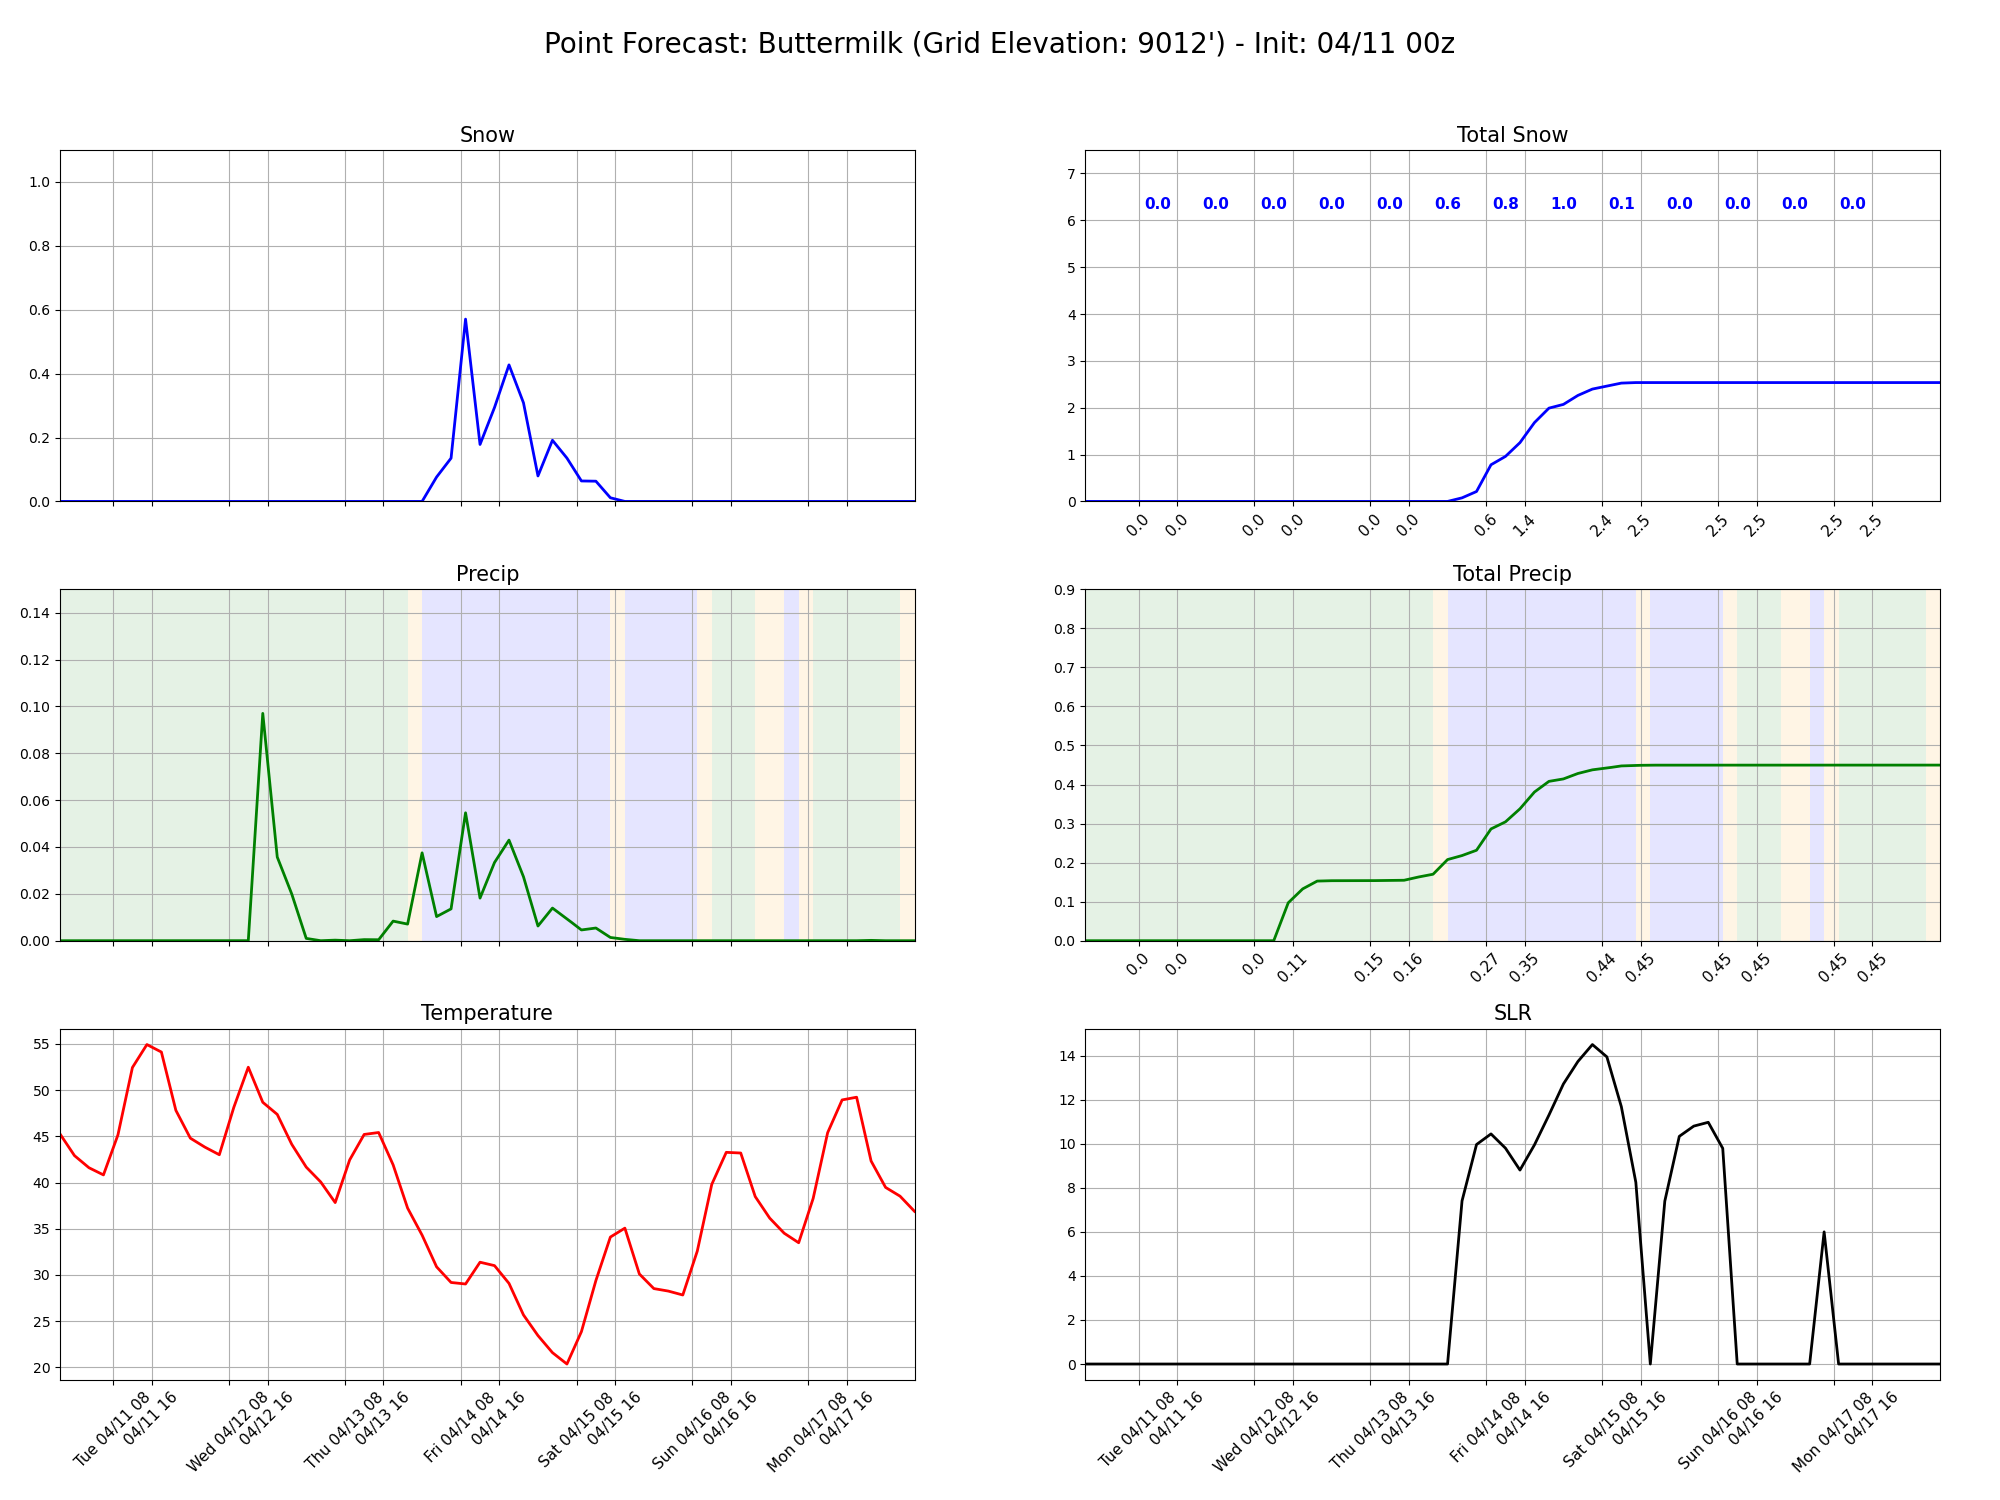 Point Forecast: Buttermilk (Grid Elevation: 9012') - Init: 04/11 00z
Snow
1.0
0.8
0.6
0.4
0.2
0.0
Total Snow
7
6
5
4
3
2
1
0
0.0 0.0 0.0 0.0 0.0 0.6 0.8 1.0 0.1 0.0 0.0 0.0 0.0
0.0 0.0 0.0 0.0 0.0 0.0 0.6 1.4 2.4 2.5 2.5 2.5 2.5 2.5
Precip
0.14
0.12
0.10
0.08
0.06
0.04
0.02
0.00
Total Precip
0.9
0.8
0.7
0.6
0.5
0.4
0.3
0.2
0.1
0.0
0.0 0.0 0.0 0.11 0.15 0.16 0.27 0.35 0.44 0.45 0.45 0.45 0.45 0.45
Temperature
55
50
45
40
35
30
25
20
Tue 04/11 08
04/11 16
Wed 04/12 08
04/12 16
Thu 04/13 08
04/13 16
Fri 04/14 08
04/14 16
Sat 04/15 08
04/15 16
Sun 04/16 08
04/16 16
Mon 04/17 08
04/17 16
SLR
14
12
10
8
6
4
2
0
Tue 04/11 08
04/11 16
Wed 04/12 08
04/12 16
Thu 04/13 08
04/13 16
Fri 04/14 08
04/14 16
Sat 04/15 08
04/15 16
Sun 04/16 08
04/16 16
Mon 04/17 08
04/17 16